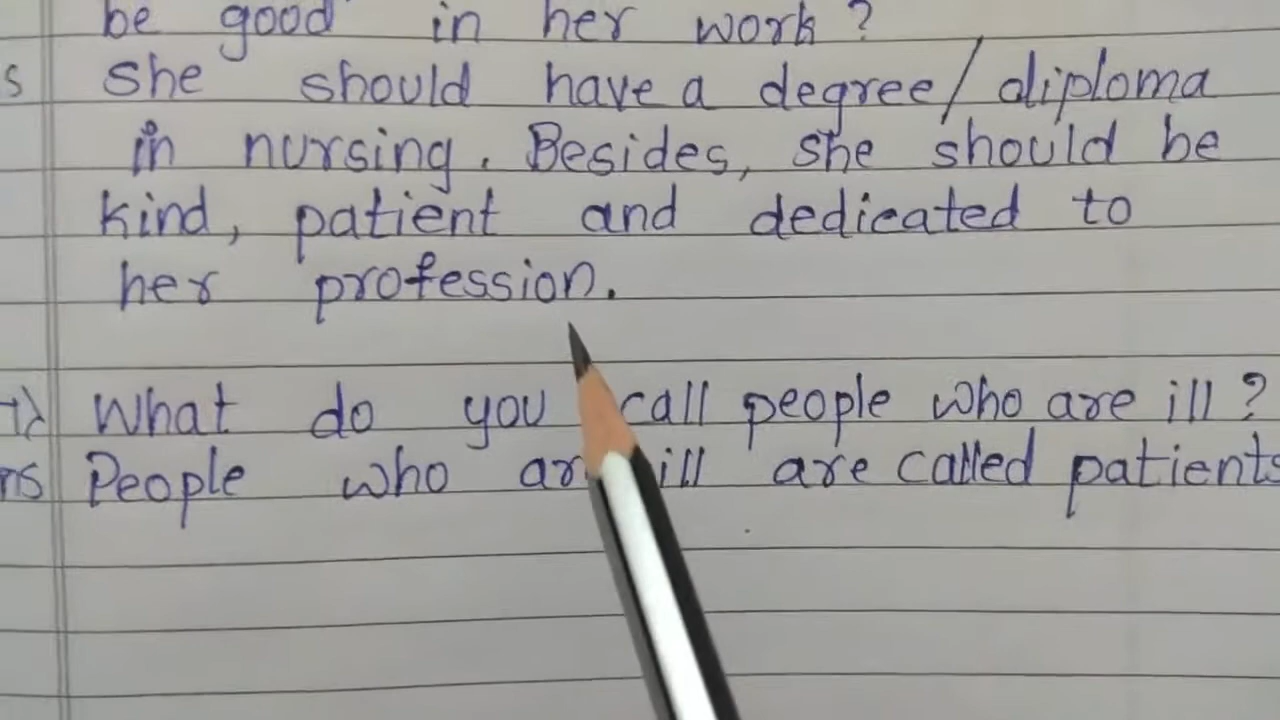 be good in her work?
s She should have a degree/ diploma
in nursing. Besides, she should be
kind, patient and dedicated to
her profession.
What do you call people who are ill?
ns People who ar ill are called patients